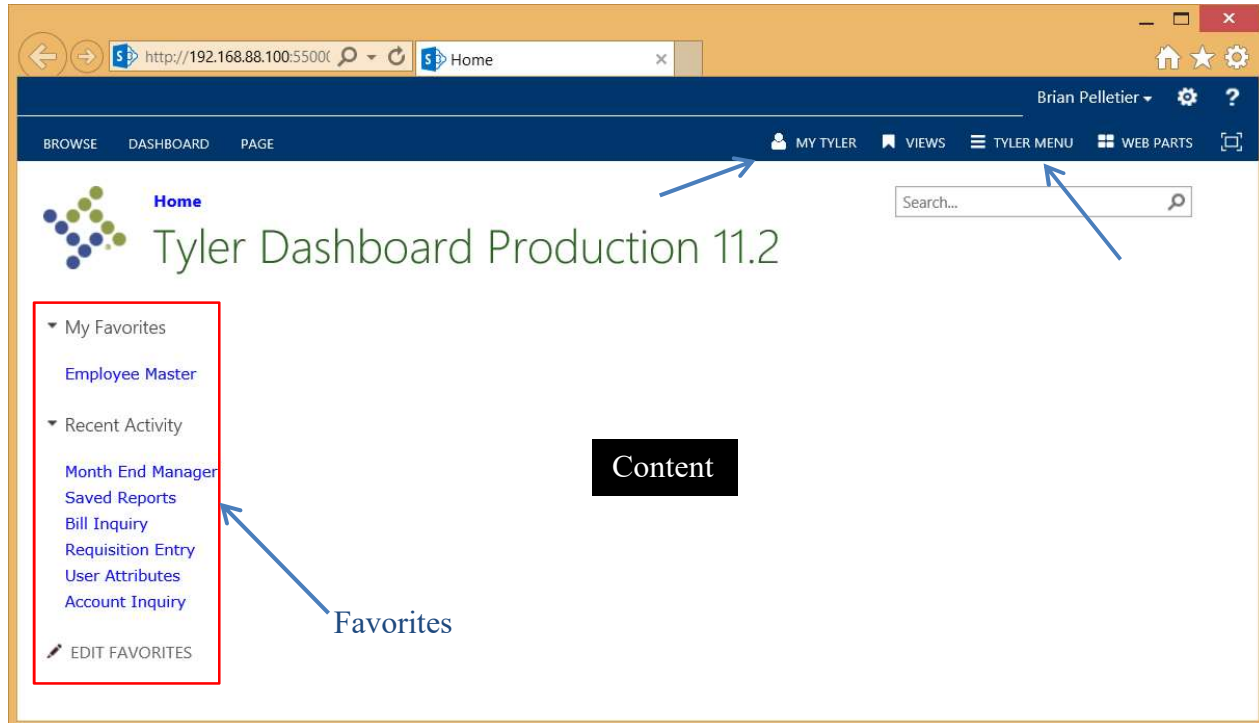 http://192.168.88.100:5500( Home
Brian Pelletier ?
BROWSE DASHBOARD PAGE MY TYLER VIEWS TYLER MENU WEB PARTS
Home
Search...
Tyler Dashboard Production 11.2
My Favorites
Employee Master
Recent Activity
Month End Manager
Content
Saved Reports
Bill Inquiry
Requisition Entry
User Attributes
Account Inquiry
Favorites
EDIT FAVORITES